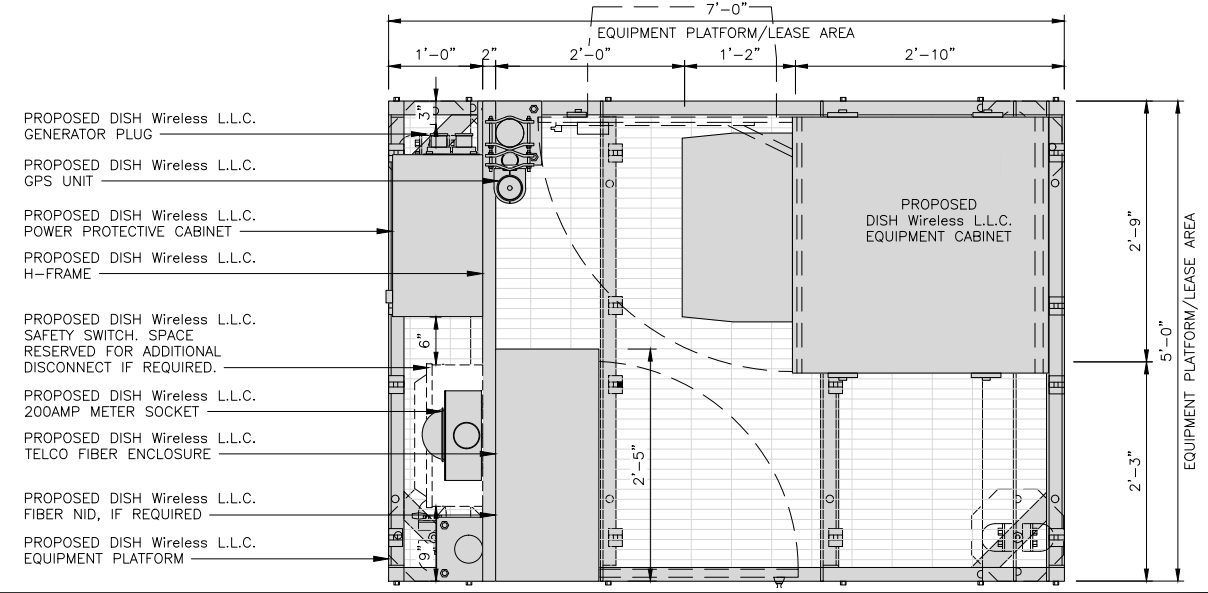 7'-0"
EQUIPMENT PLATFORM/LEASE AREA
1'-0"
2"
2'-0"
1'-2"
2'-10"
3"
PROPOSED DISH Wireless L.L.C.
GENERATOR PLUG
PROPOSED DISH Wireless L.L.C.
GPS UNIT
PROPOSED DISH Wireless L.L.C.
POWER PROTECTIVE CABINET
PROPOSED DISH Wireless L.L.C.
H-FRAME
PROPOSED DISH Wireless L.L.C.
SAFETY SWITCH. SPACE
RESERVED FOR ADDITIONAL
DISCONNECT IF REQUIRED.
PROPOSED DISH Wireless L.L.C.
200AMP METER SOCKET
PROPOSED DISH Wireless L.L.C.
TELCO FIBER ENCLOSURE
PROPOSED DISH Wireless L.L.C.
FIBER NID, IF REQUIRED
PROPOSED DISH Wireless L.L.C.
EQUIPMENT PLATFORM
6"
9"
2'-5"
PROPOSED
DISH Wireless L.L.C.
EQUIPMENT CABINET
2'-9"
2'-3"
5'-0"
EQUIPMENT PLATFORM/LEASE AREA